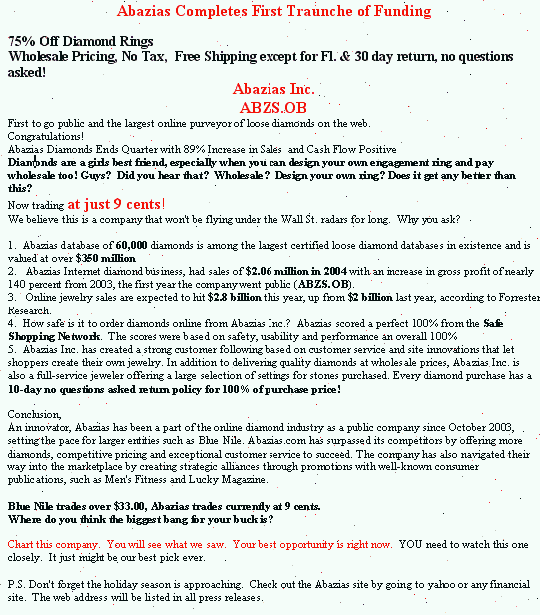 Abazias Completes First Traunche of Funding
75% Off Diamond Rings
Wholesale Pricing, No Tax,  Free Shipping except for Fl. & 30 day return, no questions
asked!
Abazias Inc.
ABZS.OB
First to go public and the largest online purveyor of loose diamonds on the web.
Congratulations!
Abazias Diamonds Ends Quarter with 89% Increase in Sales  and Cash Flow Positive
Diamonds are a girls best friend, especially when you can design your own engagement ring and pay
wholesale too! Guys?  Did you hear that?  Wholesale?  Design your own ring? Does it get any better than
this?
Now trading at just 9 cents!
We believe this is a company that won't be flying under the Wall St. radars for long.  Why you ask?
1.  Abazias database of 60,000 diamonds is among the largest certified loose diamond databases in existence and is
valued at over $350 million
2.   Abazias Internet diamond business, had sales of $2.06 million in 2004 with an increase in gross profit of nearly
140 percent from 2003, the first year the company went public (ABZS.OB).
3.   Online jewelry sales are expected to hit $2.8 billion this year, up from $2 billion last year, according to Forrester
Research.
4.  How safe is it to order diamonds online from Abazias Inc.?  Abazias scored a perfect 100% from the Safe
Shopping Network.  The scores were based on safety, usability and performance an overall 100%
5.  Abazias Inc. has created a strong customer following based on customer service and site innovations that let
shoppers create their own jewelry. In addition to delivering quality diamonds at wholesale prices, Abazias Inc. is
also a full-service jeweler offering a large selection of settings for stones purchased. Every diamond purchase has a
10-day no questions asked return policy for 100% of purchase price!
Conclusion,
An innovator, Abazias has been a part of the online diamond industry as a public company since October 2003,
setting the pace for larger entities such as Blue Nile. Abazias.com has surpassed its competitors by offering more
diamonds, competitive pricing and exceptional customer service to succeed. The company has also navigated their
way into the marketplace by creating strategic alliances through promotions with well-known consumer
publications, such as Men's Fitness and Lucky Magazine.
Blue Nile trades over $33.00, Abazias trades currently at 9 cents.
Where do you think the biggest bang for your buck is?
Chart this company.  You will see what we saw.  Your best opportunity is right now.  YOU need to watch this one
closely.  It just might be our best pick ever.
P.S. Don't forget the holiday season is approaching.  Check out the Abazias site by going to yahoo or any financial
site.  The web address will be listed in all press releases.